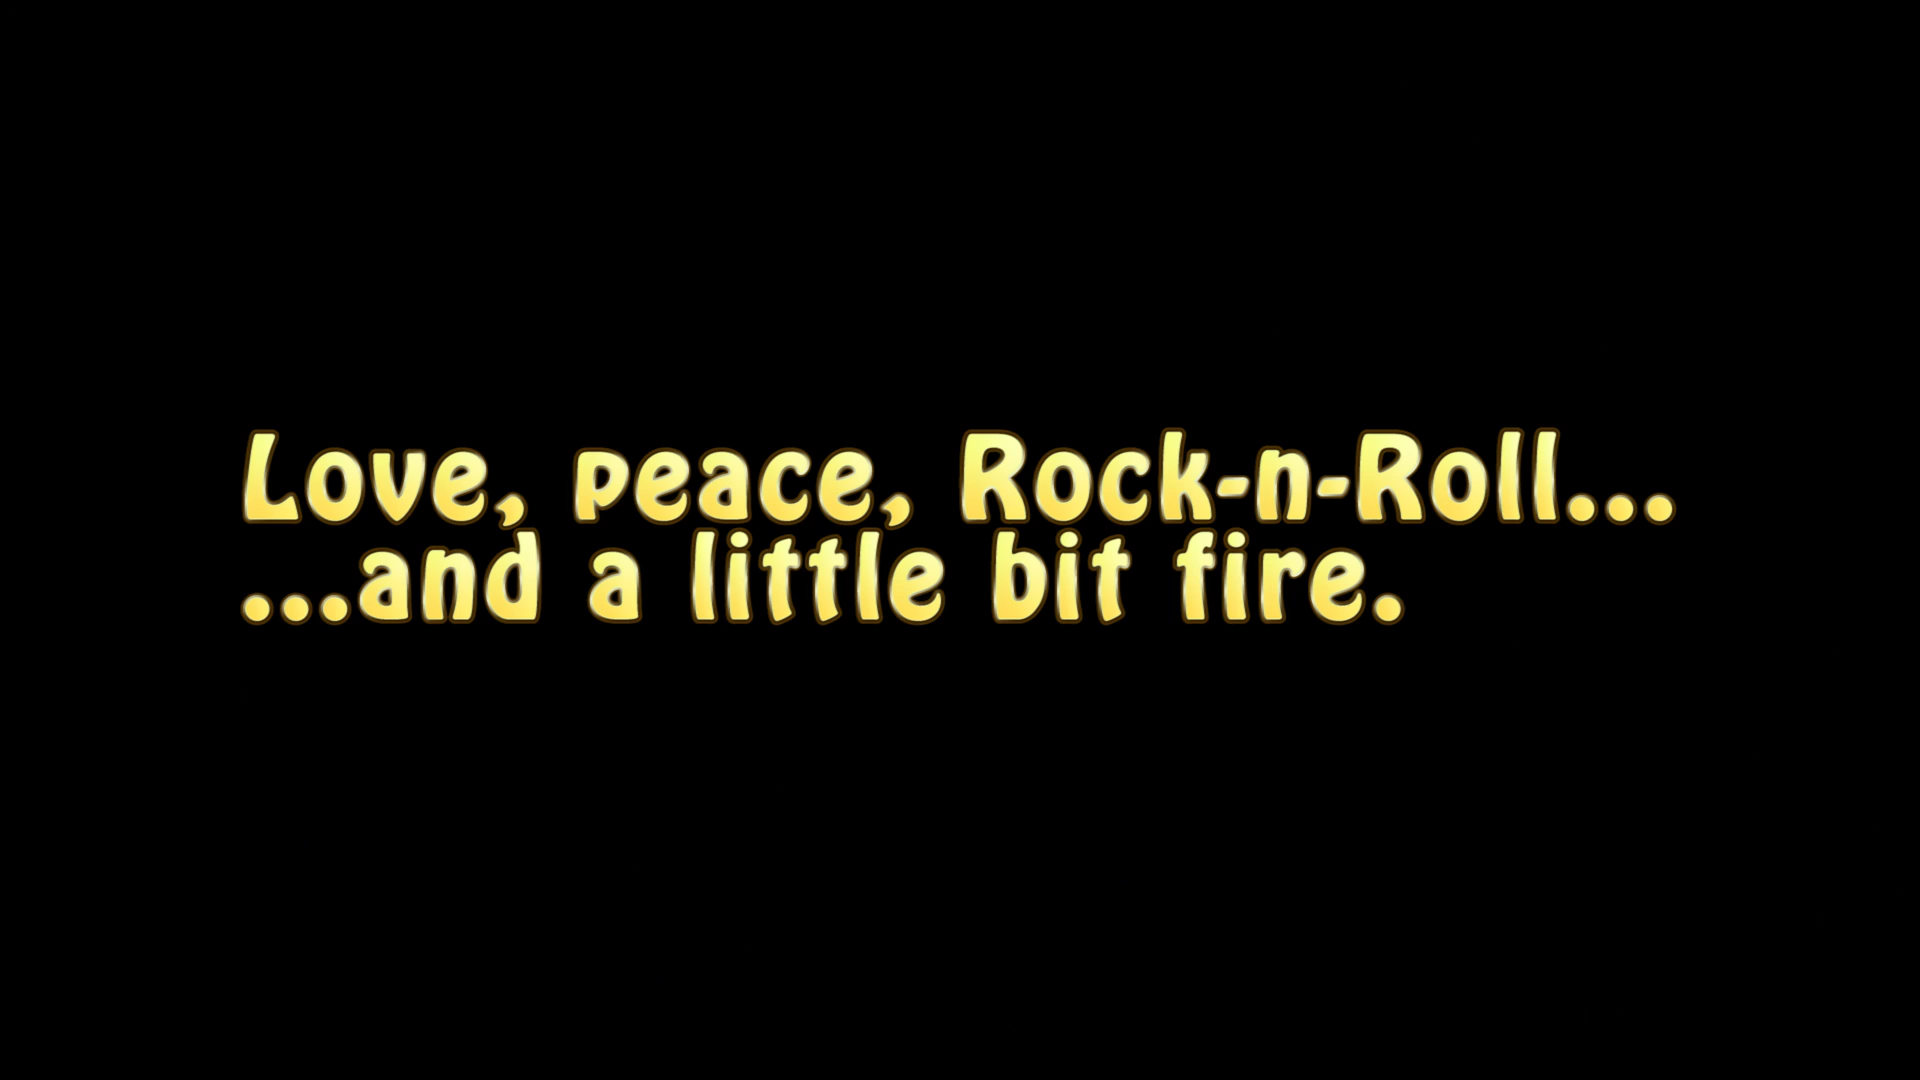 Love, peace, Rock-n-Roll...
...and a little bit fire.